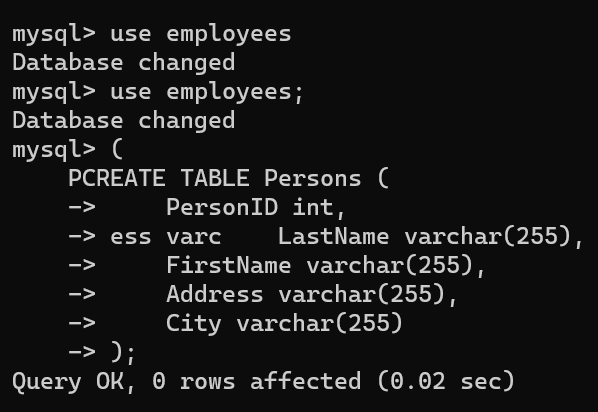 mysql> use employees
Database changed
mysql> use employees;
Database changed
mysql> (
    PCREATE TABLE Persons (
    ->     PersonID int,
    -> ess varc    LastName varchar(255),
    ->     FirstName varchar(255),
    ->     Address varchar(255),
    ->     City varchar(255)
    -> );
Query OK, 0 rows affected (0.02 sec)